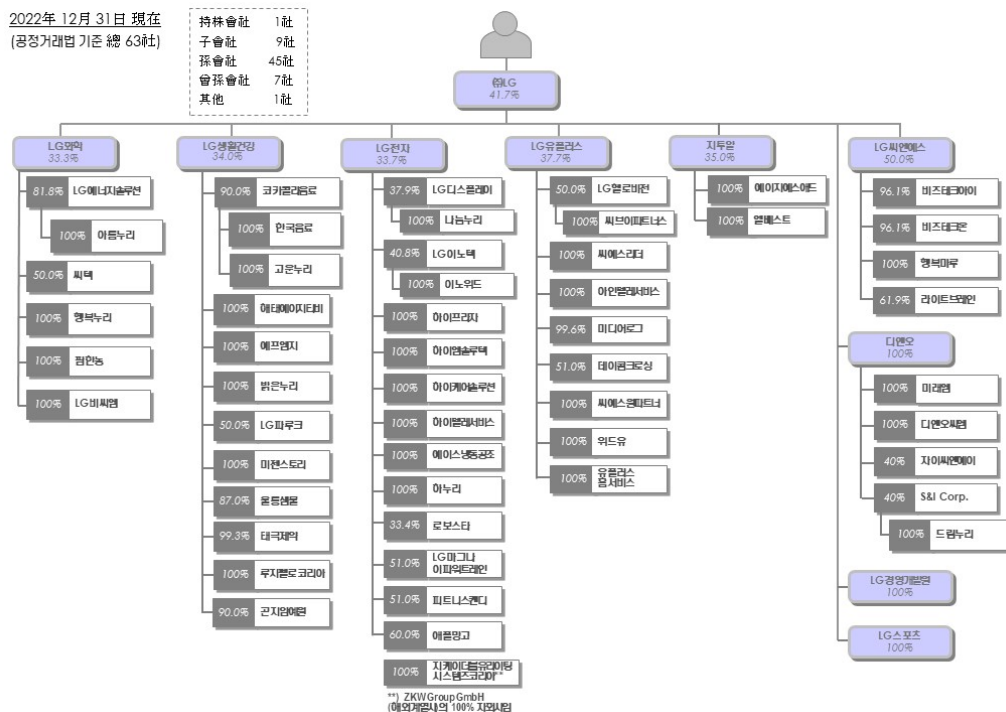 2022年 12月 31日 現在
(공정거래법 기준 總 63社)
持株會社 1社
子會社 9社
孫會社 45社
曾孫會社 7社
其他 1社
㈜LG
41.7%
LG화학
33.3%
81.8% LG에너지솔루션
100% 아름누리
50.0% 씨텍
100% 행복누리
100% 팜한농
100% LG비씨엠
LG생활건강
34.0%
90.0% 코카콜라음료
100% 한국음료
100% 고운누리
100% 해태에이치티비
100% 에프엠지
100% 밝은누리
50.0% LG파루크
100% 미젠스토리
87.0% 울릉샘물
99.3% 태극제약
100% 루치펠로코리아
90.0% 곤지암예원
LG전자
33.7%
37.9% LG디스플레이
100% 나눔누리
40.8% LG이노텍
100% 이노위드
100% 하이프라자
100% 하이엠솔루텍
100% 하이케어솔루션
100% 하이텔레서비스
100% 에이스냉동공조
100% 하누리
33.4% 로보스타
51.0% LG마그나
이파워트레인
51.0% 피트니스캔디
60.0% 애플망고
100% 지케이더블유라이팅
시스템즈코리아**
**) ZKW Group GmbH
(해외계열사)의 100% 자회사임
LG유플러스
37.7%
50.0% LG헬로비전
100% 씨브이파트너스
100% 씨에스리더
100% 아인텔레서비스
99.6% 미디어로그
51.0% 데이콤크로싱
100% 씨에스원파트너
100% 위드유
100% 유플러스
홈서비스
지투알
35.0%
100% 에이치에스애드
100% 엘베스트
LG씨엔에스
50.0%
96.1% 비즈테크아이
96.1% 비즈테크온
100% 행복마루
61.9% 라이트브레인
디앤오
100%
100% 미래엠
100% 디앤오씨엠
40% 자이씨앤에이
40% S&I Corp.
100% 드림누리
LG경영개발원
100%
LG스포츠
100%